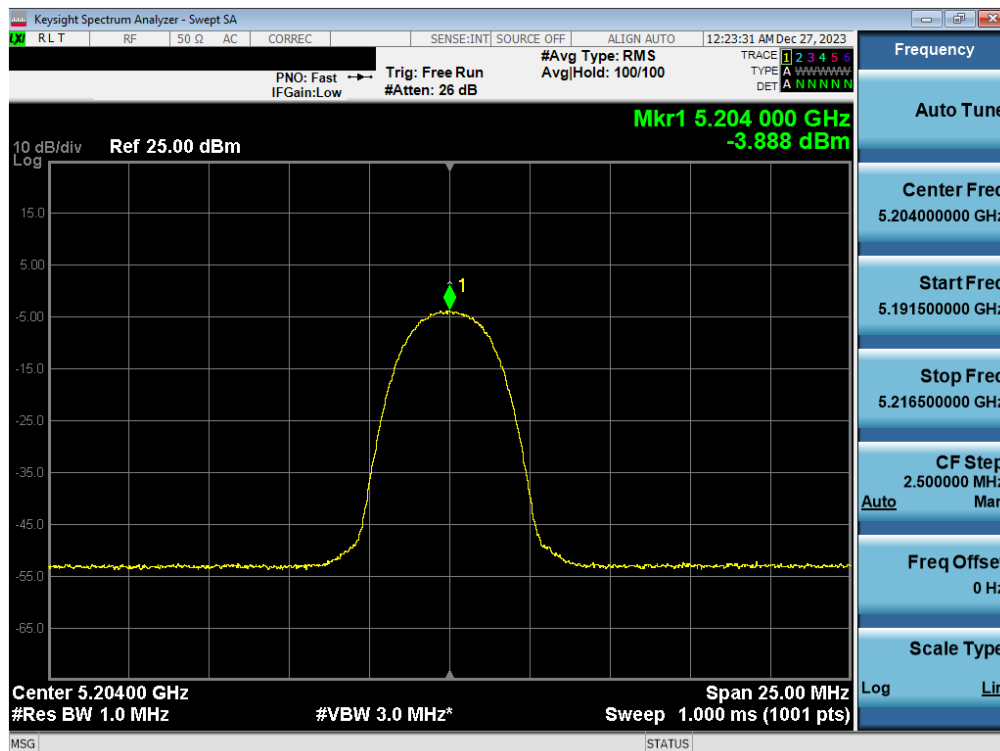 Keysight Spectrum Analyzer - Swept SA
LXI RLT RF 50 Ω AC CORREC SENSE:INT SOURCE OFF ALIGN AUTO 12:23:31 AM Dec 27, 2023
PNO: Fast
IFGain:Low
Trig: Free Run
#Atten: 26 dB
#Avg Type: RMS
Avg|Hold: 100/100
TRACE 1 2 3 4 5 6
TYPE A WWWWW
DET A N N N N N
Mkr1 5.204 000 GHz
-3.888 dBm
10 dB/div
Log
Ref 25.00 dBm
15.0
5.00
-5.00
-15.0
-25.0
-35.0
-45.0
-55.0
-65.0
1
Center 5.20400 GHz
#Res BW 1.0 MHz
#VBW 3.0 MHz*
Span 25.00 MHz
Sweep 1.000 ms (1001 pts)
MSG
STATUS
Frequency
Auto Tune
Center Freq
5.204000000 GHz
Start Freq
5.191500000 GHz
Stop Freq
5.216500000 GHz
CF Step
2.500000 MHz
Auto Man
Freq Offset
0 Hz
Scale Type
Log Lin